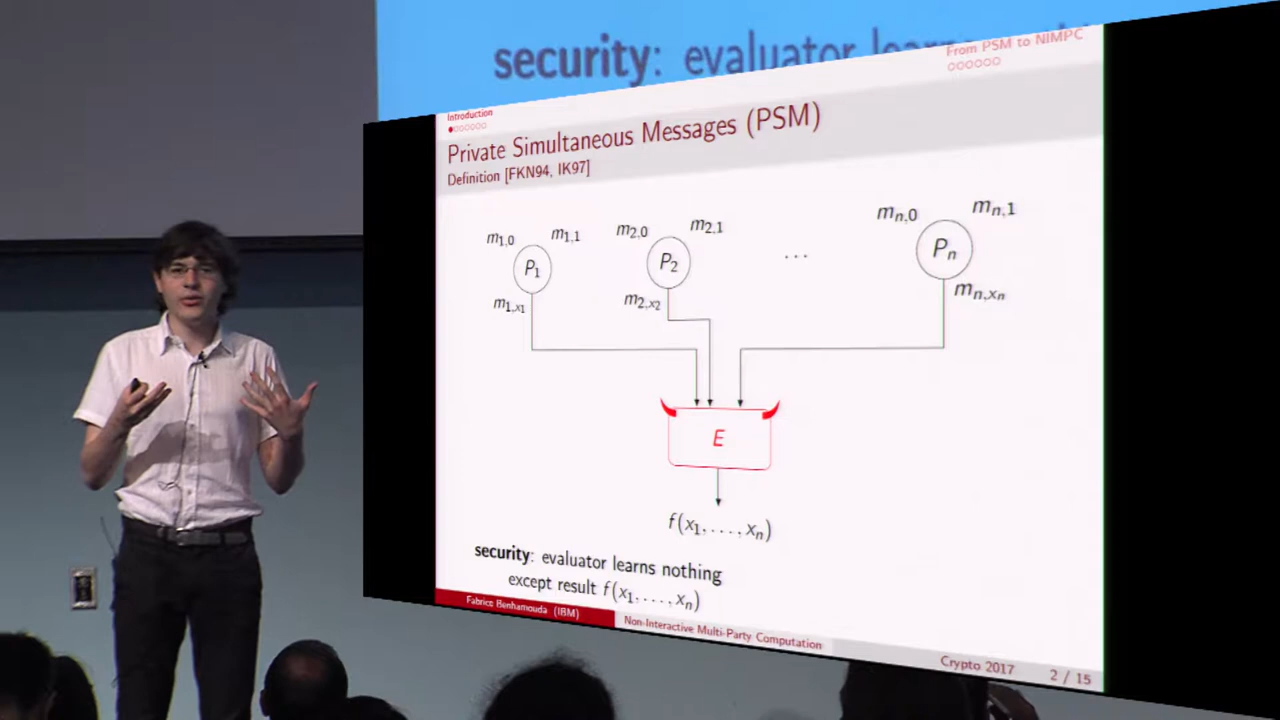 security: evaluator
From PSM to NIMPC
Introduction
Private Simultaneous Messages (PSM)
Definition [FKN94, IK97]
m1,0 m1,1 m2,0 m2,1 mn,0 mn,1
P1 P2 ... Pn
m1,x1 m2,x2 mn,xn
E
f(x1, . . . , xn)
security: evaluator learns nothing
except result f(x1, . . . , xn)
Fabrice Benhamouda (IBM) Non-Interactive Multi-Party Computation Crypto 2017 2 / 15